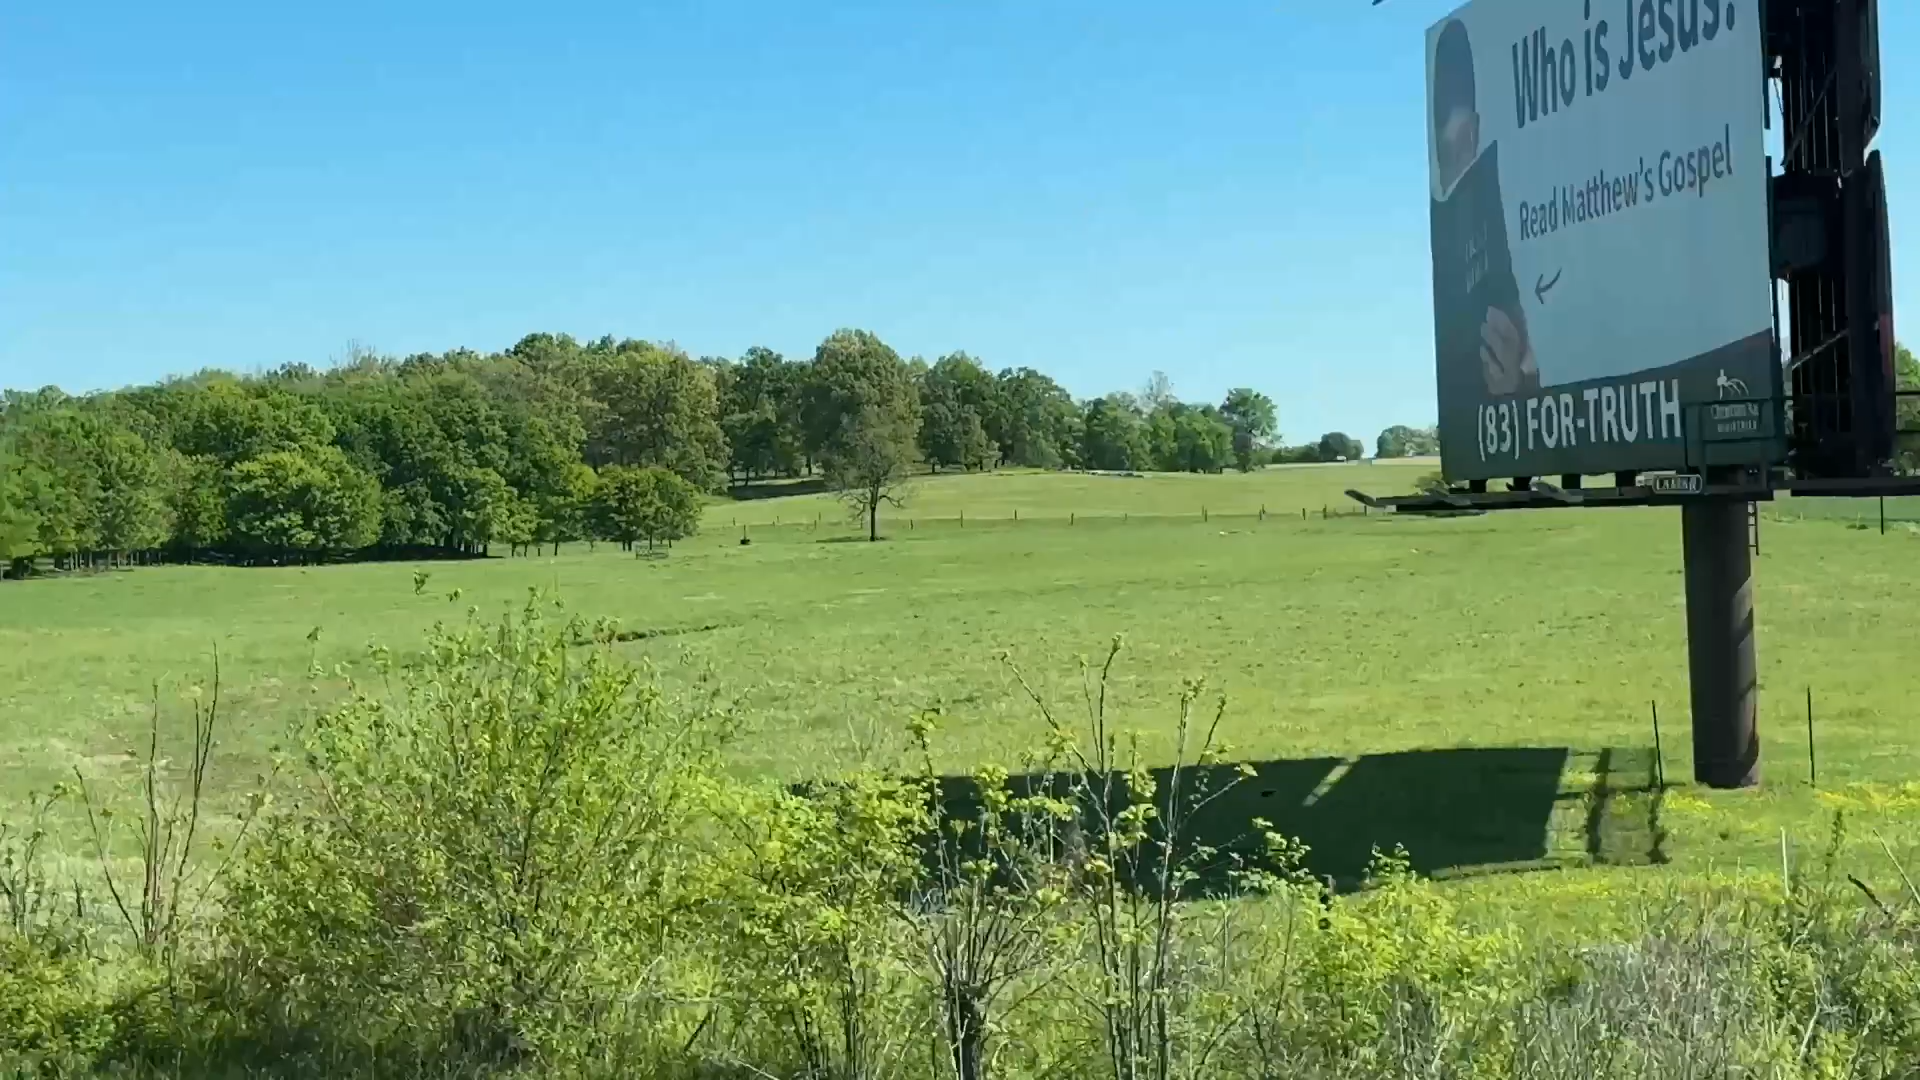 Who is Jesus?
Read Matthew's Gospel
(83) FOR-TRUTH
LAMAR